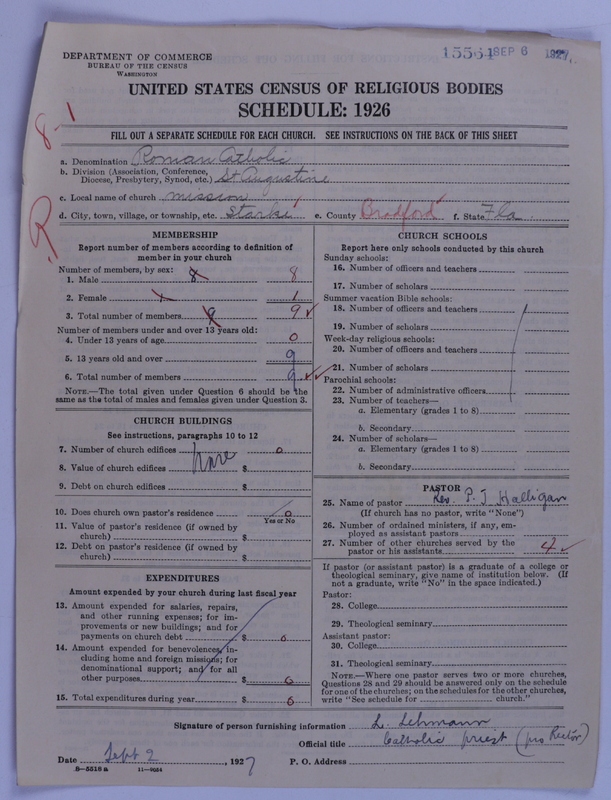 15554 SEP 6 1927
DEPARTMENT OF COMMERCE
BUREAU OF THE CENSUS
WASHINGTON
UNITED STATES CENSUS OF RELIGIOUS BODIES
SCHEDULE: 1926
8-1
FILL OUT A SEPARATE SCHEDULE FOR EACH CHURCH. SEE INSTRUCTIONS ON THE BACK OF THIS SHEET
a. Denomination Roman Catholic
b. Division (Association, Conference,
Diocese, Presbytery, Synod, etc.) St Augustine
c. Local name of church mission
d. City, town, village, or township, etc. Starke e. County Bradford f. State Fla
R
MEMBERSHIP
Report number of members according to definition of
member in your church
Number of members, by sex:
1. Male 8 8
2. Female 1 1
3. Total number of members 9 9
Number of members under and over 13 years old:
4. Under 13 years of age 0
5. 13 years old and over 9
6. Total number of members 9
NOTE.—The total given under Question 6 should be the
same as the total of males and females given under Question 3.
CHURCH BUILDINGS
See instructions, paragraphs 10 to 12
7. Number of church edifices 0
none
8. Value of church edifices $
9. Debt on church edifices $
10. Does church own pastor's residence 0
Yes or No
11. Value of pastor's residence (if owned by
church) $
12. Debt on pastor's residence (if owned by
church) $
EXPENDITURES
Amount expended by your church during last fiscal year
13. Amount expended for salaries, repairs,
and other running expenses; for im-
provements or new buildings; and for
payments on church debt $ 0
14. Amount expended for benevolences, in-
cluding home and foreign missions; for
denominational support; and for all
other purposes $ 0
15. Total expenditures during year $ 0
CHURCH SCHOOLS
Report here only schools conducted by this church
Sunday schools:
16. Number of officers and teachers
17. Number of scholars
Summer vacation Bible schools:
18. Number of officers and teachers
19. Number of scholars
Week-day religious schools:
20. Number of officers and teachers
21. Number of scholars
Parochial schools:
22. Number of administrative officers
23. Number of teachers—
a. Elementary (grades 1 to 8)
b. Secondary
24. Number of scholars—
a. Elementary (grades 1 to 8)
b. Secondary
PASTOR
25. Name of pastor Rev. P. J Halligan
(If church has no pastor, write "None")
26. Number of ordained ministers, if any, em-
ployed as assistant pastors
27. Number of other churches served by the
pastor or his assistants 4
If pastor (or assistant pastor) is a graduate of a college or
theological seminary, give name of institution below. (If
not a graduate, write "No" in the space indicated.)
Pastor:
28. College
29. Theological seminary
Assistant pastor:
30. College
31. Theological seminary
NOTE.—Where one pastor serves two or more churches,
Questions 28 and 29 should be answered only on the schedule
for one of the churches; on the schedules for the other churches,
write "See schedule for church."
Signature of person furnishing information L. Lehmann
Official title Catholic priest (pro Rector)
Date Sept 2, 1927 P. O. Address
8-5316a 11-9054